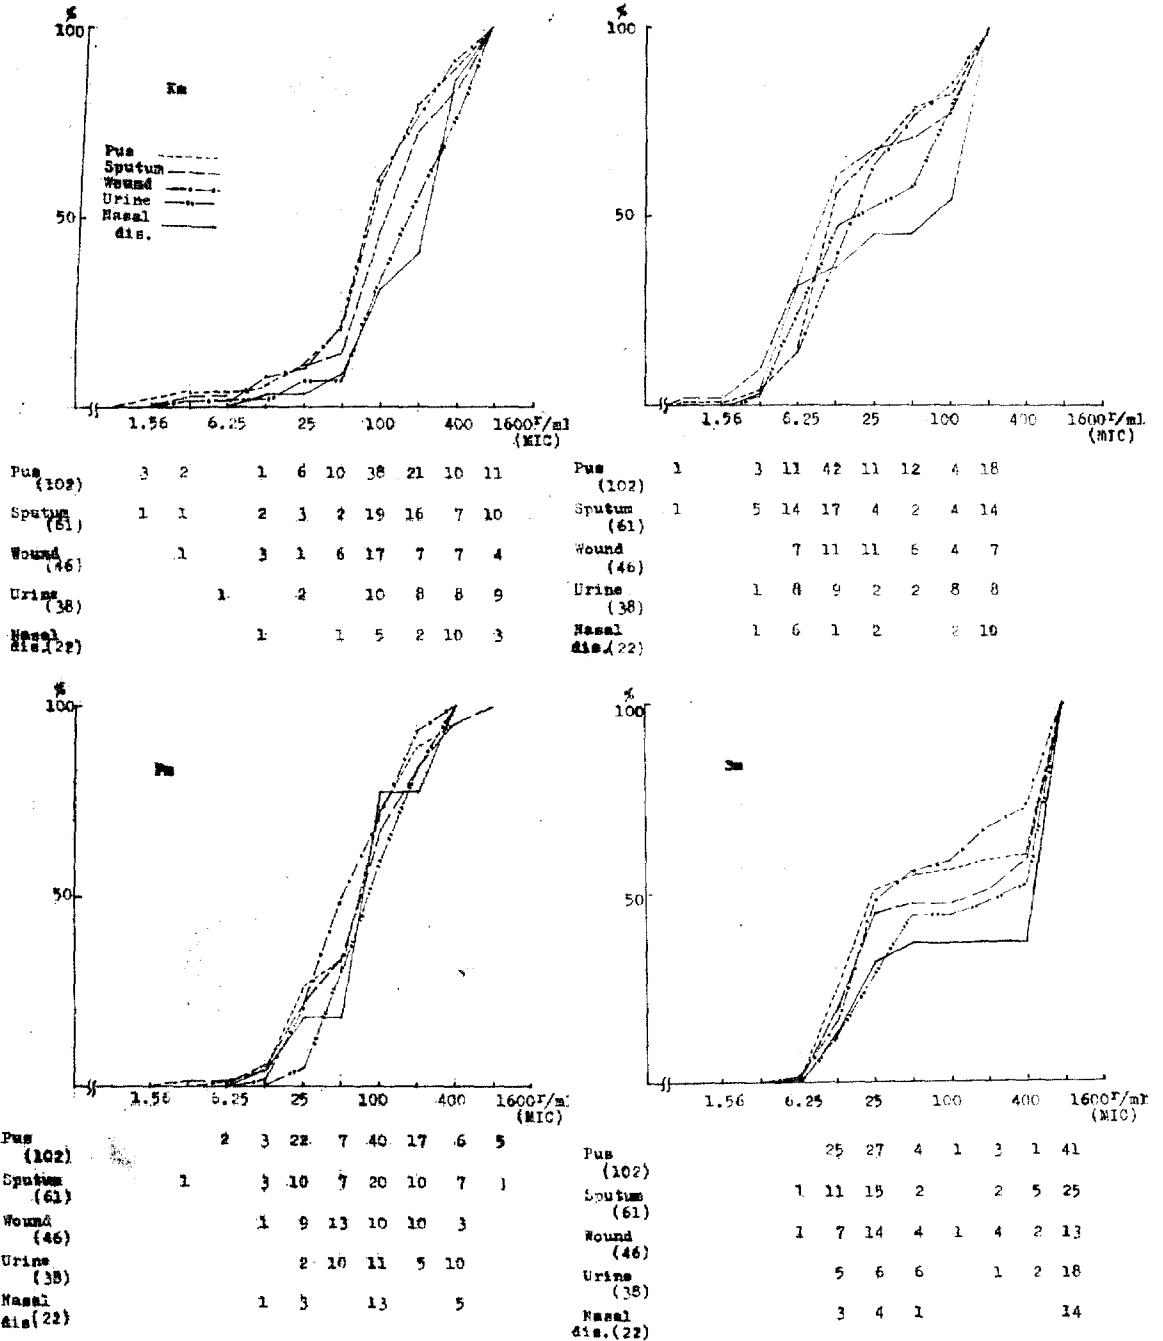 %
100
Km
Pus
Sputum
Wound
Urine
Nasal
dis.
50
1.56 6.25 25 100 400 1600r/ml
(MIC)
Pus 3 2 1 6 10 38 21 10 11
(102)
Sputum 1 1 2 3 2 19 16 7 10
(61)
Wound 1 3 1 6 17 7 7 4
(46)
Urine 1 2 10 8 8 9
(38)
Nasal 1 1 5 2 10 3
dis.(22)
%
100
50
1.56 6.25 25 100 400 1600r/ml
(MIC)
Pus 1 3 11 42 11 12 4 18
(102)
Sputum 1 5 14 17 4 2 4 14
(61)
Wound 7 11 11 6 4 7
(46)
Urine 1 8 9 2 2 8 8
(38)
Nasal 1 6 1 2 2 10
dis.(22)
%
100
50
1.56 6.25 25 100 400 1600r/ml
(MIC)
Pus 2 3 22 7 40 17 6 5
(102)
Sputum 1 3 10 7 20 10 7 1
(61)
Wound 1 9 13 10 10 3
(46)
Urine 2 10 11 5 10
(38)
Nasal 1 3 13 5
dis(22)
%
100
Sm
50
1.56 6.25 25 100 400 1600r/ml
(MIC)
Pus 25 27 4 1 3 1 41
(102)
Sputum 1 11 15 2 2 5 25
(61)
Wound 1 7 14 4 1 4 2 13
(46)
Urine 5 6 6 1 2 18
(38)
Nasal 3 4 1 14
dis.(22)